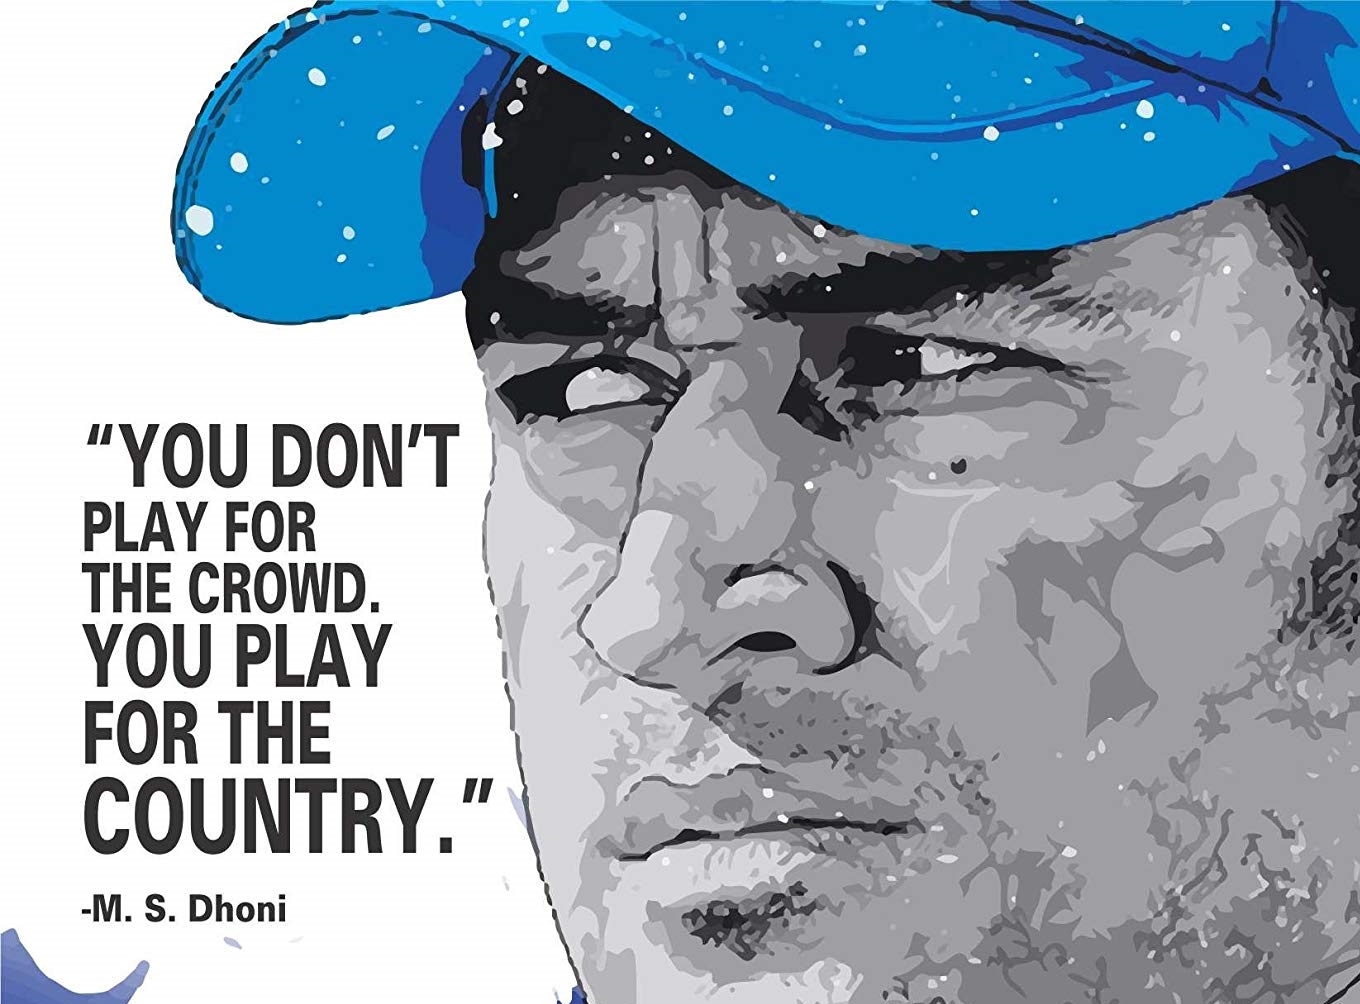 “YOU DON’T
PLAY FOR
THE CROWD.
YOU PLAY
FOR THE
COUNTRY.”
-M. S. Dhoni